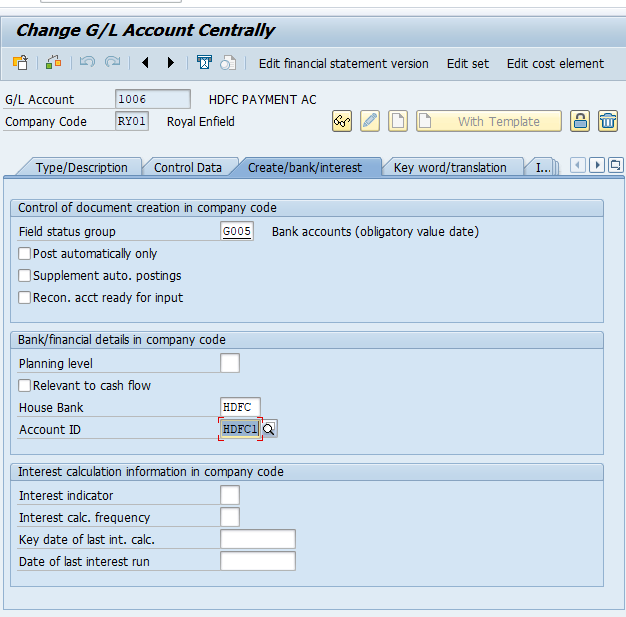 Change G/L Account Centrally
Edit financial statement version Edit set Edit cost element
G/L Account 1006 HDFC PAYMENT AC
Company Code RY01 Royal Enfield With Template
Type/Description Control Data Create/bank/interest Key word/translation I...
Control of document creation in company code
Field status group G005 Bank accounts (obligatory value date)
Post automatically only
Supplement auto. postings
Recon. acct ready for input
Bank/financial details in company code
Planning level
Relevant to cash flow
House Bank HDFC
Account ID HDFC1
Interest calculation information in company code
Interest indicator
Interest calc. frequency
Key date of last int. calc.
Date of last interest run